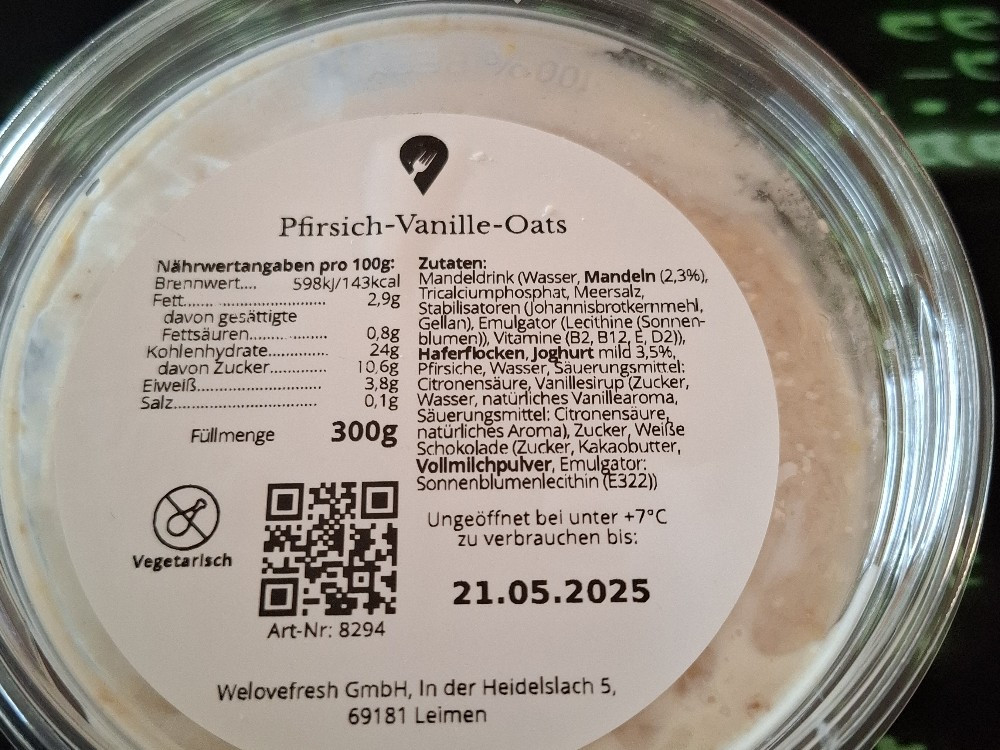 Pfirsich-Vanille-Oats
Nährwertangaben pro 100g:
Brennwert.... 598kJ/143kcal
Fett............................ 2,9g
davon gesättigte
Fettsäuren................ 0,8g
Kohlenhydrate............. 24g
davon Zucker............. 10,6g
Eiweiß........................ 3,8g
Salz............................ 0,1g
Füllmenge 300g
Vegetarisch
Art-Nr: 8294
Zutaten:
Mandeldrink (Wasser, Mandeln (2,3%),
Tricalciumphosphat, Meersalz,
Stabilisatoren (Johannisbrotkernmehl,
Gellan), Emulgator (Lecithine (Sonnen-
blumen)), Vitamine (B2, B12, E, D2)),
Haferflocken, Joghurt mild 3,5%,
Pfirsiche, Wasser, Säuerungsmittel:
Citronensäure, Vanillesirup (Zucker,
Wasser, natürliches Vanillearoma,
Säuerungsmittel: Citronensäure,
natürliches Aroma), Zucker, Weiße
Schokolade (Zucker, Kakaobutter,
Vollmilchpulver, Emulgator:
Sonnenblumenlecithin (E322))
Ungeöffnet bei unter +7°C
zu verbrauchen bis:
21.05.2025
Welovefresh GmbH, In der Heidelslach 5,
69181 Leimen